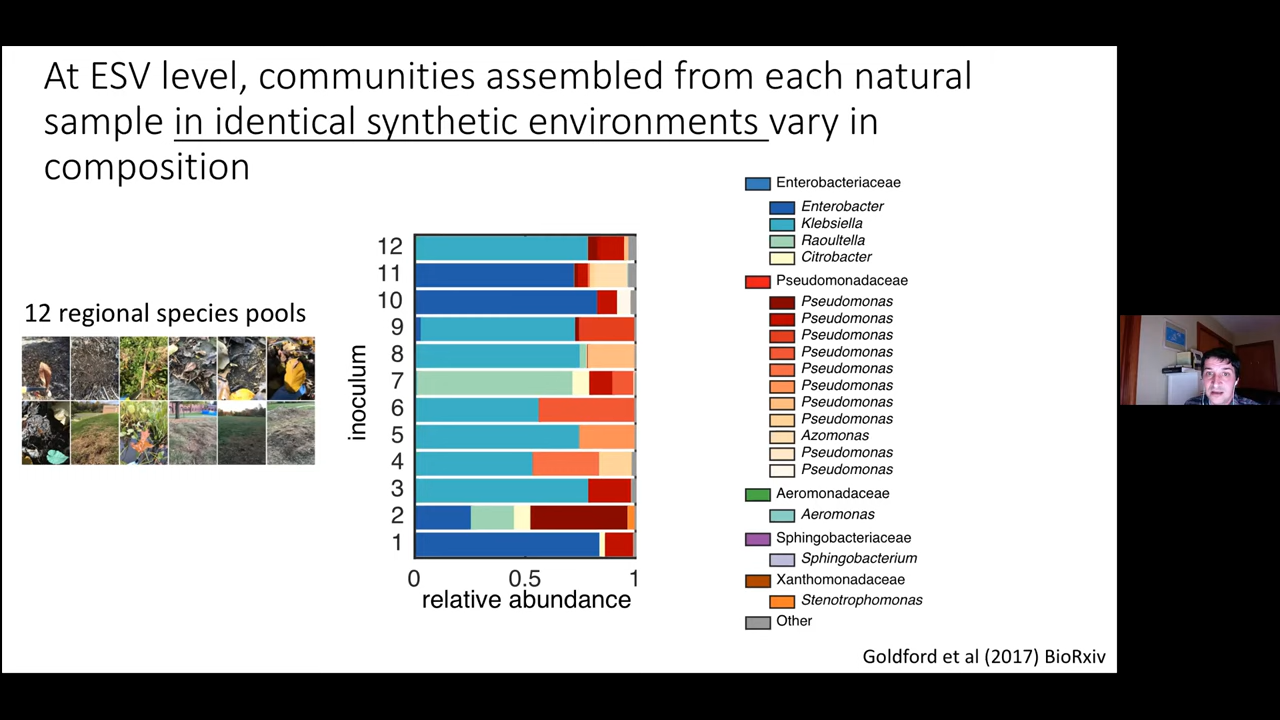 At ESV level, communities assembled from each natural
sample in identical synthetic environments vary in
composition
12 regional species pools
inoculum
12
11
10
9
8
7
6
5
4
3
2
1
0
0.5
1
relative abundance
Enterobacteriaceae
Enterobacter
Klebsiella
Raoultella
Citrobacter
Pseudomonadaceae
Pseudomonas
Pseudomonas
Pseudomonas
Pseudomonas
Pseudomonas
Pseudomonas
Pseudomonas
Pseudomonas
Azomonas
Pseudomonas
Pseudomonas
Aeromonadaceae
Aeromonas
Sphingobacteriaceae
Sphingobacterium
Xanthomonadaceae
Stenotrophomonas
Other
Goldford et al (2017) BioRxiv